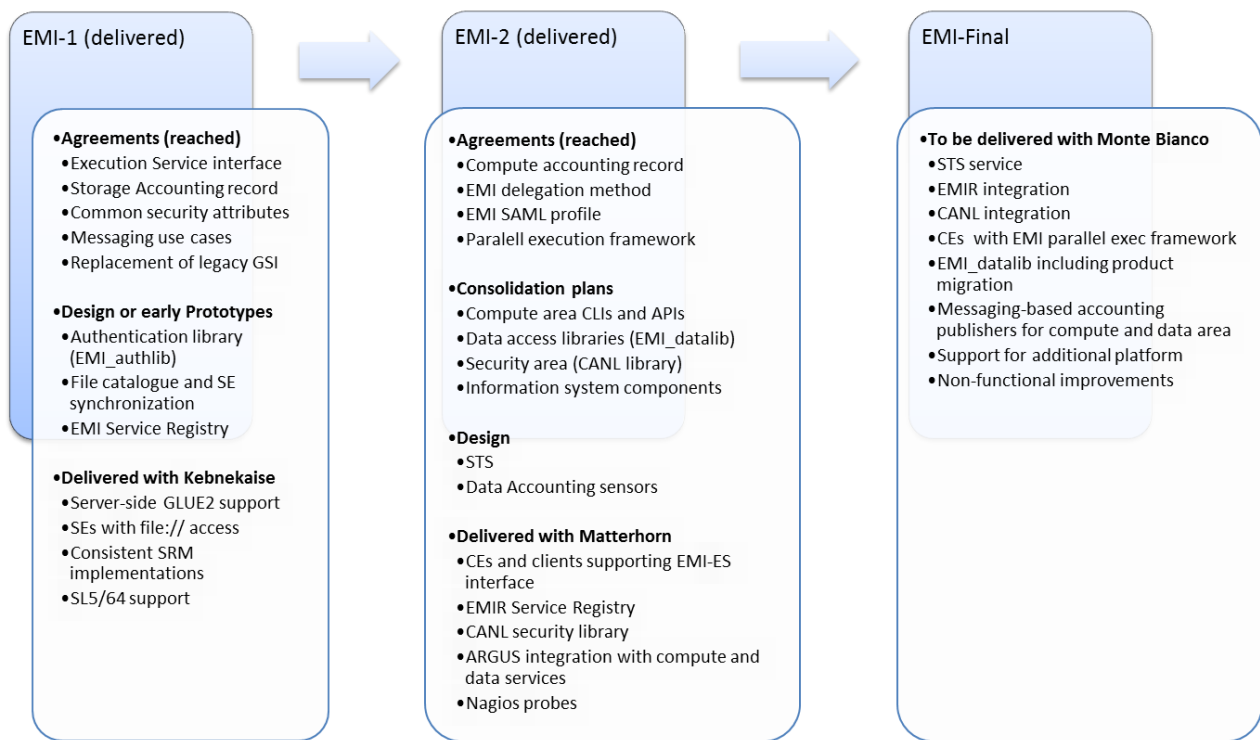 EMI-1 (delivered)
•Agreements (reached)
•Execution Service interface
•Storage Accounting record
•Common security attributes
•Messaging use cases
•Replacement of legacy GSI
•Design or early Prototypes
•Authentication library
(EMI_authlib)
•File catalogue and SE
synchronization
•EMI Service Registry
•Delivered with Kebnekaise
•Server-side GLUE2 support
•SEs with file:// access
•Consistent SRM
implementations
•SL5/64 support
EMI-2 (delivered)
•Agreements (reached)
•Compute accounting record
•EMI delegation method
•EMI SAML profile
•Paralell execution framework
•Consolidation plans
•Compute area CLIs and APIs
•Data access libraries (EMI_datalib)
•Security area (CANL library)
•Information system components
•Design
•STS
•Data Accounting sensors
•Delivered with Matterhorn
•CEs and clients supporting EMI-ES
interface
•EMIR Service Registry
•CANL security library
•ARGUS integration with compute and
data services
•Nagios probes
EMI-Final
•To be delivered with Monte Bianco
•STS service
•EMIR integration
•CANL integration
•CEs with EMI parallel exec framework
•EMI_datalib including product
migration
•Messaging-based accounting
publishers for compute and data area
•Support for additional platform
•Non-functional improvements